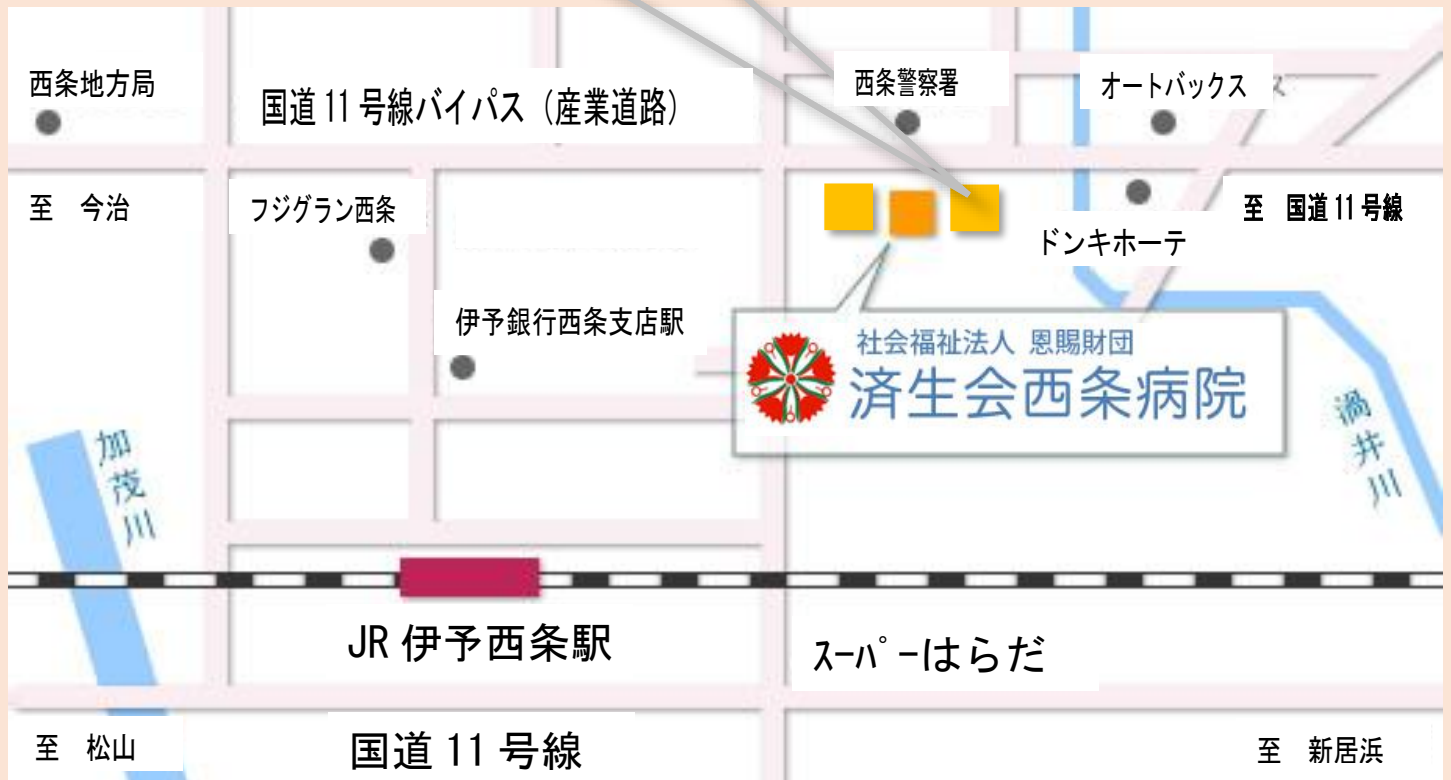 西条地方局
国道11号線バイパス（産業道路）
西条警察署
オートバックス
ス
至　今治
フジグラン西条
至　国道11号線
ドンキホーテ
伊予銀行西条支店駅
社会福祉法人 恩賜財団
済生会西条病院
加茂川
渦井川
JR伊予西条駅
ｽｰﾊﾟｰはらだ
至　松山
国道11号線
至　新居浜